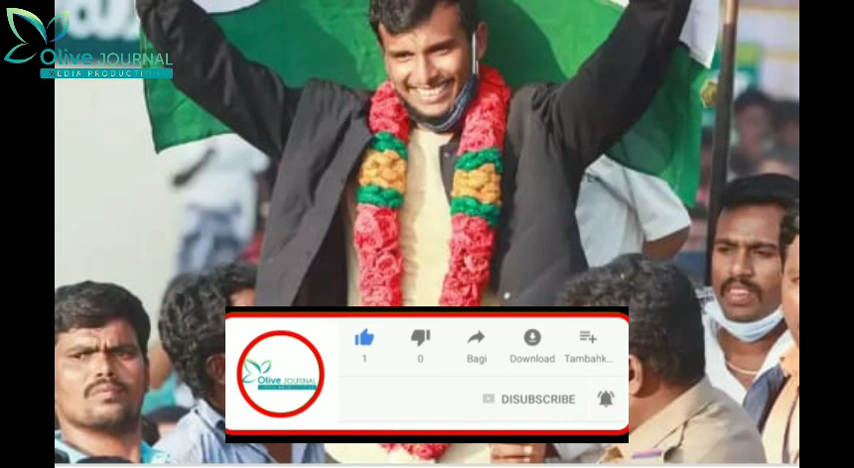 Olive JOURNAL
MEDIA PRODUCTION
1
0
Bagi
Download
Tambahk...
Olive JOURNAL
DISUBSCRIBE